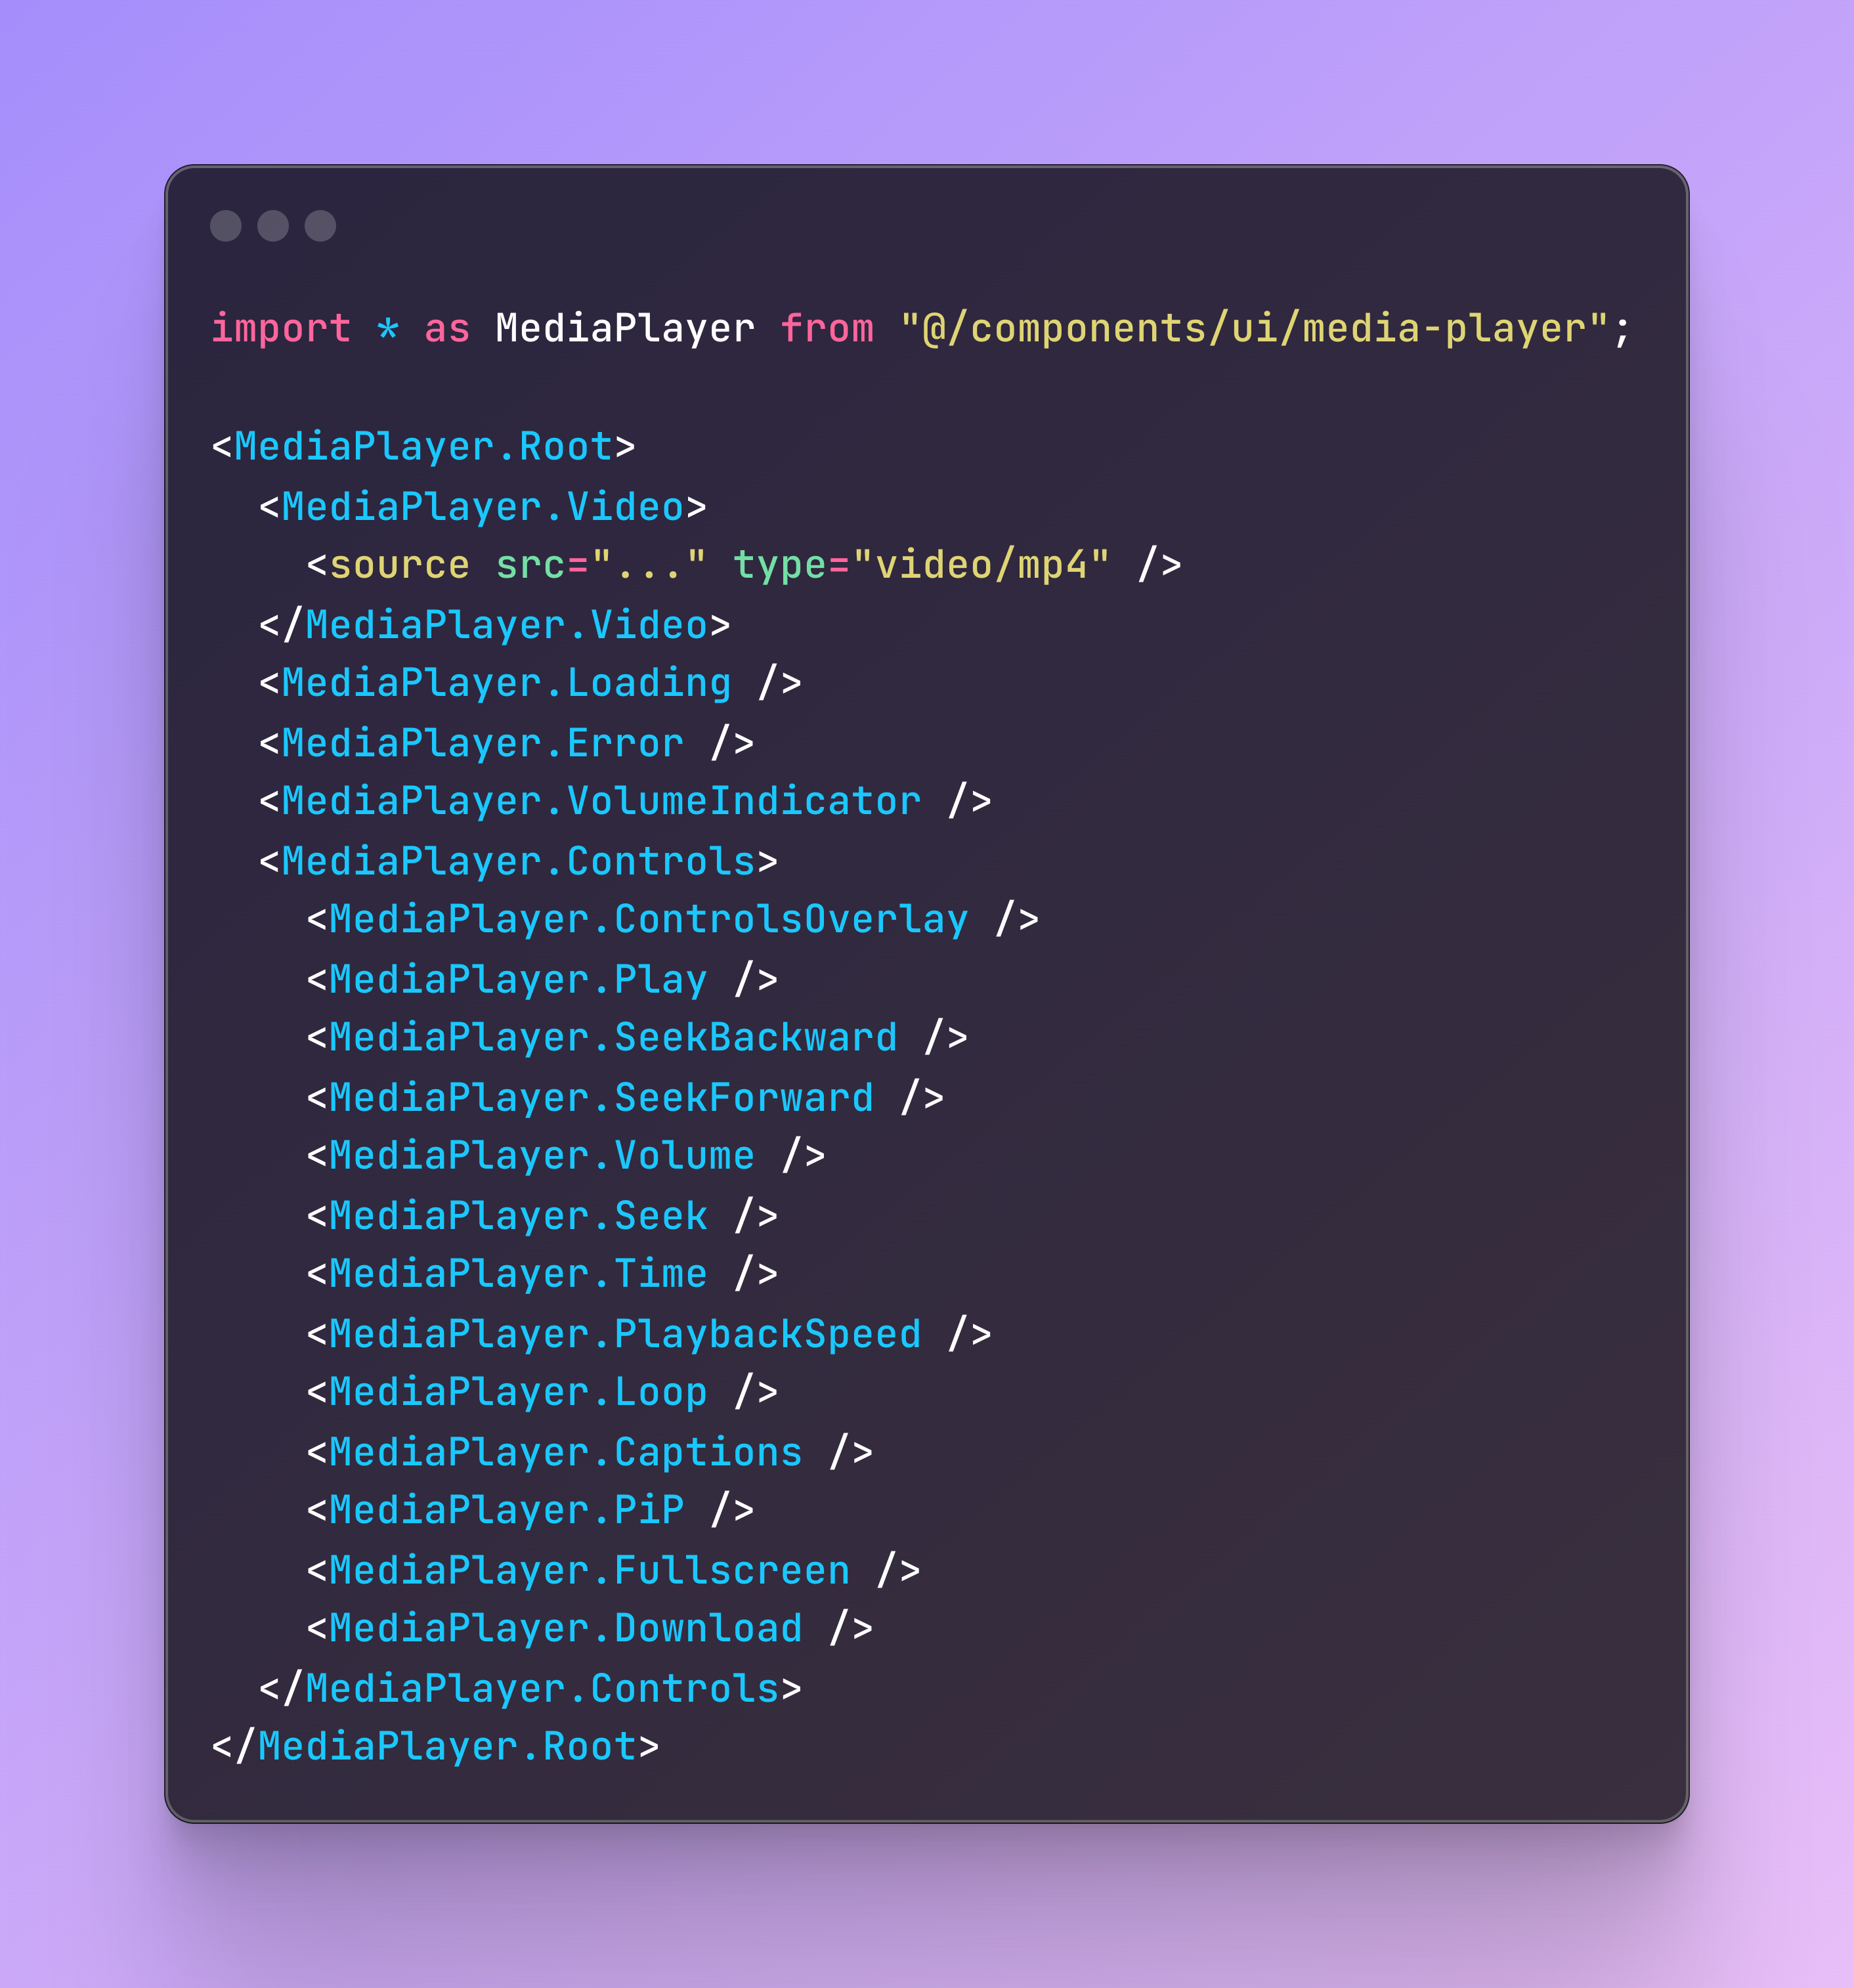 import * as MediaPlayer from "@/components/ui/media-player";

<MediaPlayer.Root>
  <MediaPlayer.Video>
    <source src="..." type="video/mp4" />
  </MediaPlayer.Video>
  <MediaPlayer.Loading />
  <MediaPlayer.Error />
  <MediaPlayer.VolumeIndicator />
  <MediaPlayer.Controls>
    <MediaPlayer.ControlsOverlay />
    <MediaPlayer.Play />
    <MediaPlayer.SeekBackward />
    <MediaPlayer.SeekForward />
    <MediaPlayer.Volume />
    <MediaPlayer.Seek />
    <MediaPlayer.Time />
    <MediaPlayer.PlaybackSpeed />
    <MediaPlayer.Loop />
    <MediaPlayer.Captions />
    <MediaPlayer.PiP />
    <MediaPlayer.Fullscreen />
    <MediaPlayer.Download />
  </MediaPlayer.Controls>
</MediaPlayer.Root>